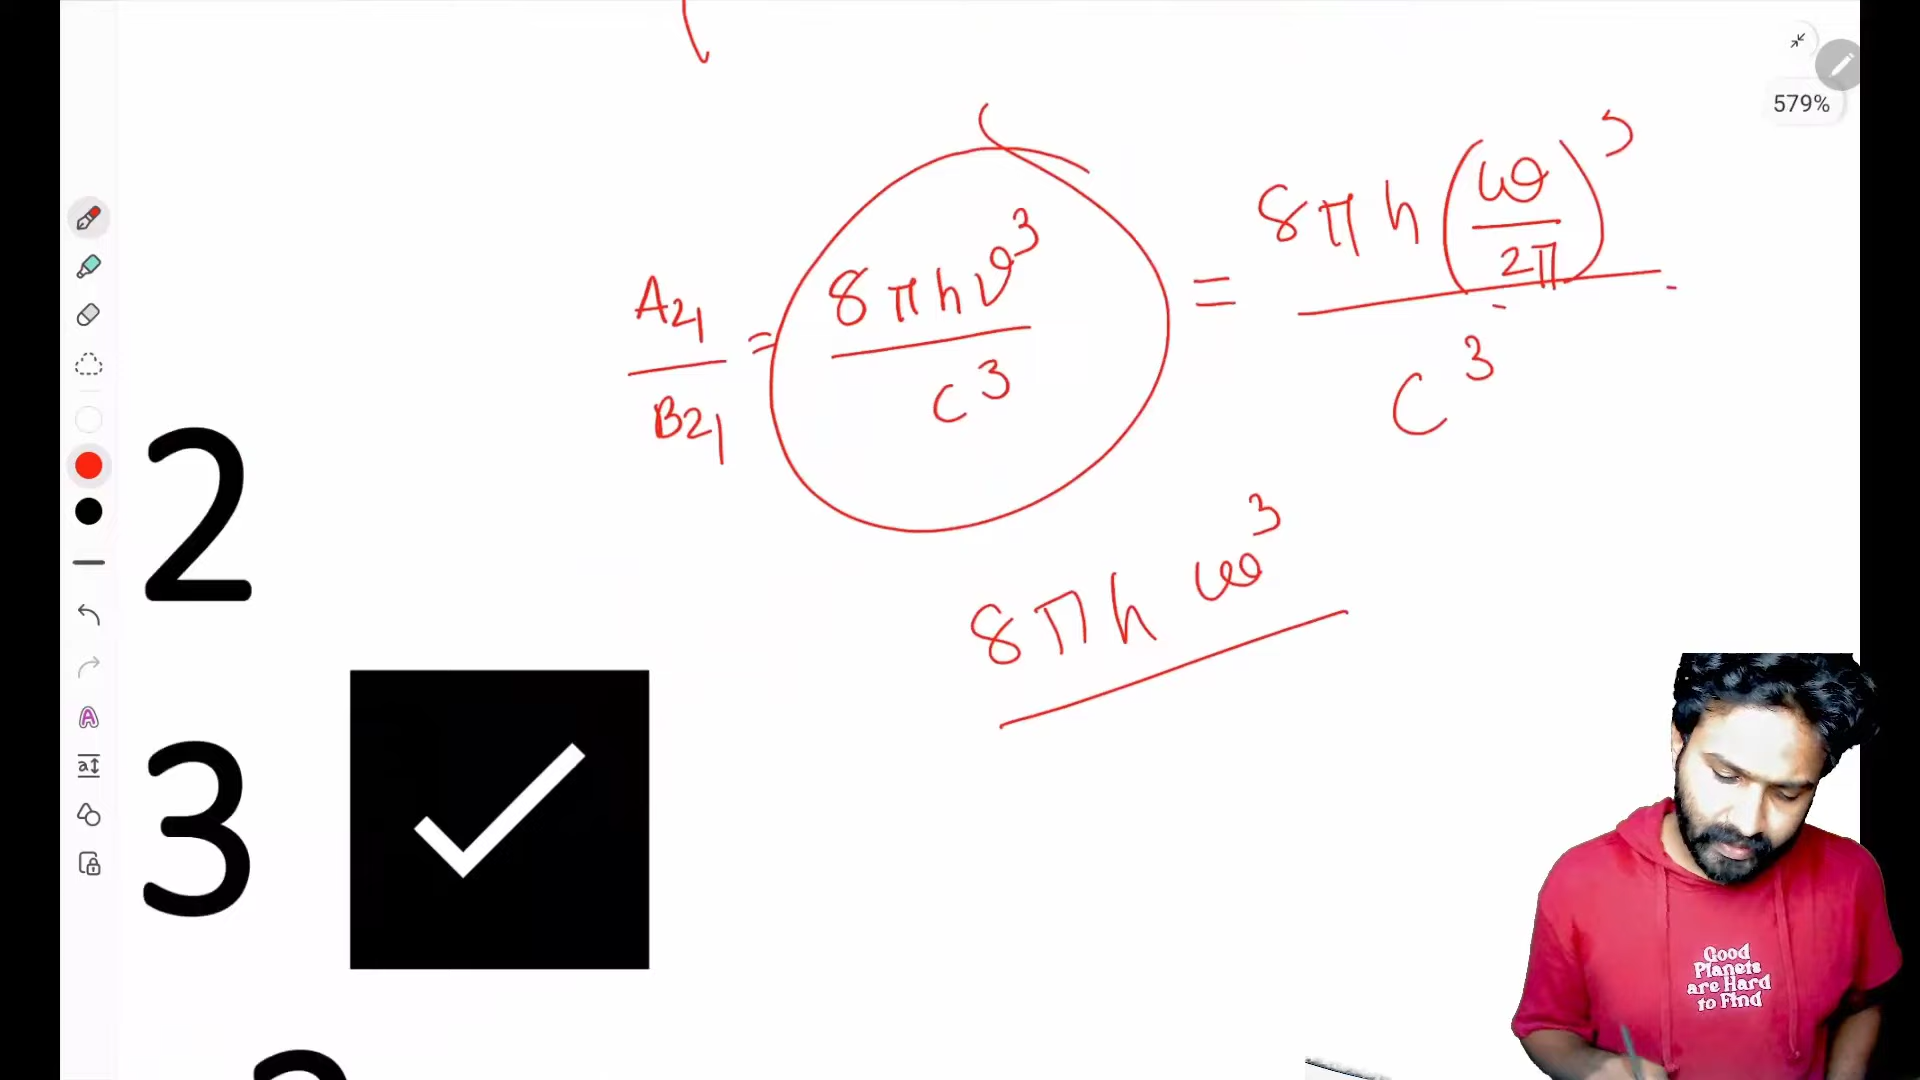 579%
A21/B21 = 8πhν³/c³ = 8πh(ω/2π)³/c³
8πhω³
2
3
Good
Planets
are Hard
to Find